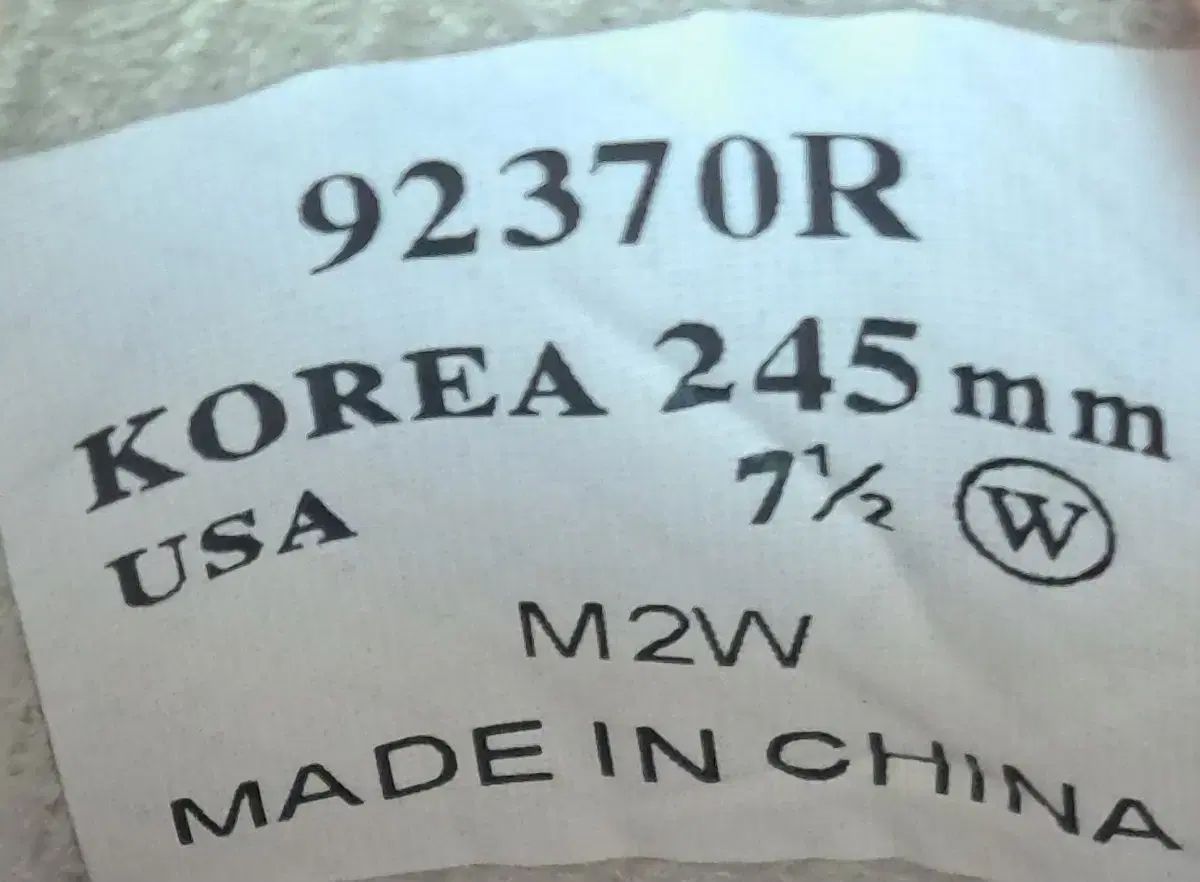 92370R
KOREA 245mm
USA 7½ Ⓦ
M2W
MADE IN CHINA